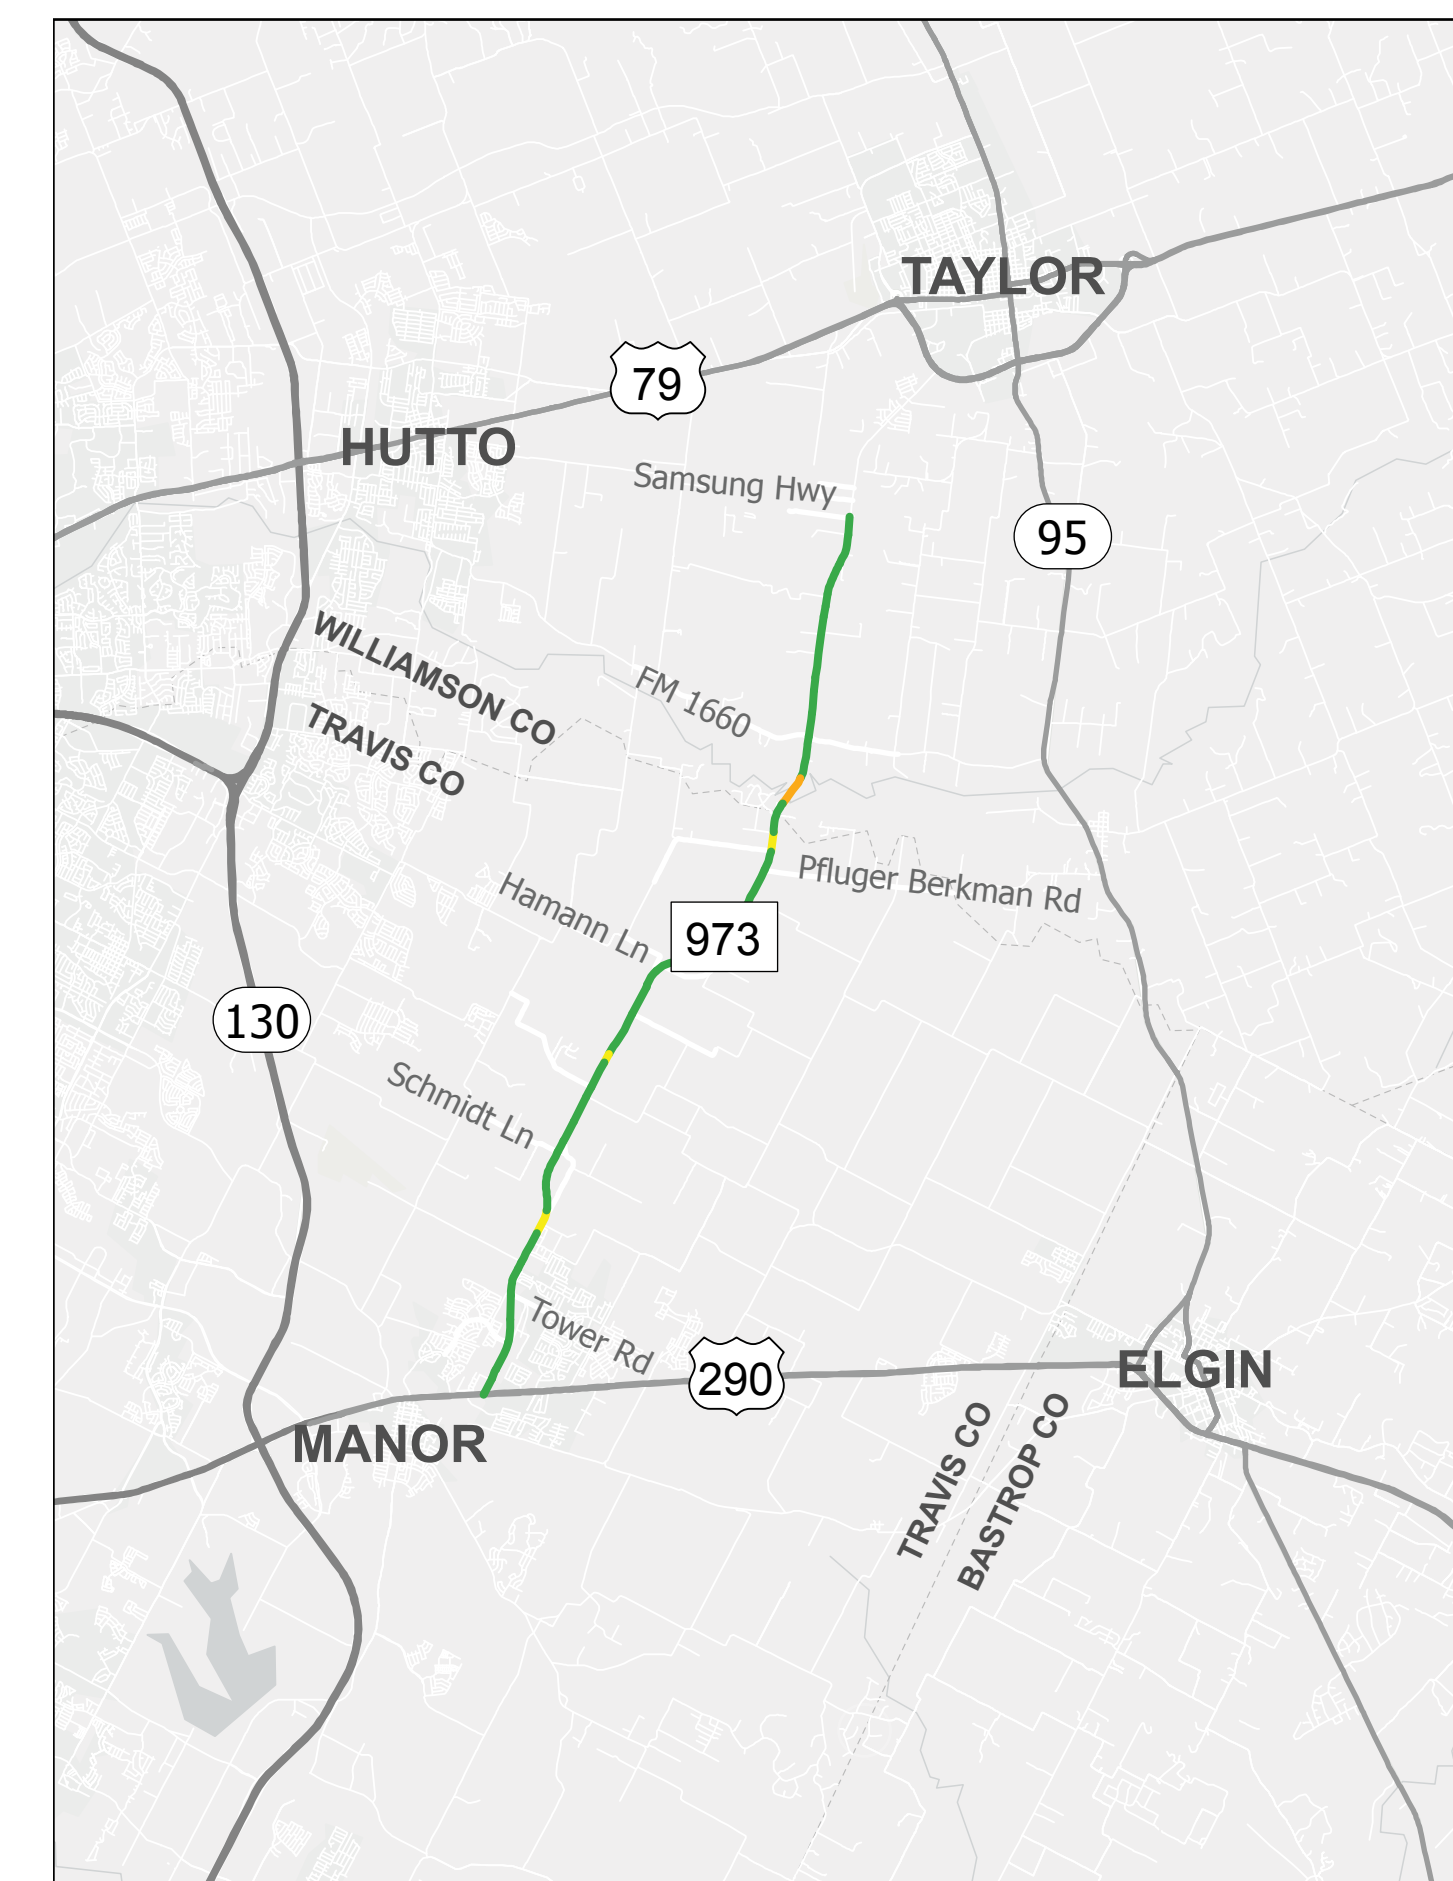 TAYLOR
79
HUTTO
Samsung Hwy
95
WILLIAMSON CO
TRAVIS CO
FM 1660
Pfluger Berkman Rd
Hamann Ln
973
130
Schmidt Ln
Tower Rd
290
ELGIN
MANOR
TRAVIS CO
BASTROP CO